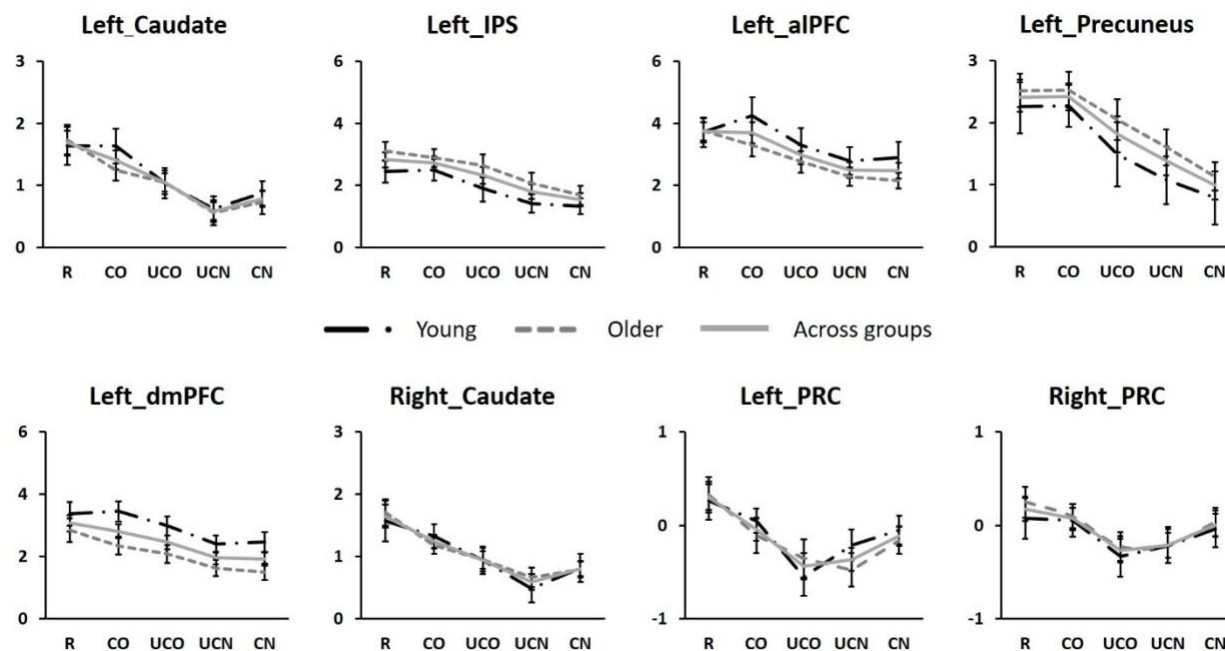 Left_Caudate Left_IPS Left_alPFC Left_Precuneus
3 6 6 3
2 4 4 2
1 2 2 1
0 0 0 0
R CO UCO UCN CN R CO UCO UCN CN R CO UCO UCN CN R CO UCO UCN CN
Young Older Across groups
Left_dmPFC Right_Caudate Left_PRC Right_PRC
6 3 1 1
4 2
2 1 0 0
0 0 -1 -1
R CO UCO UCN CN R CO UCO UCN CN R CO UCO UCN CN R CO UCO UCN CN